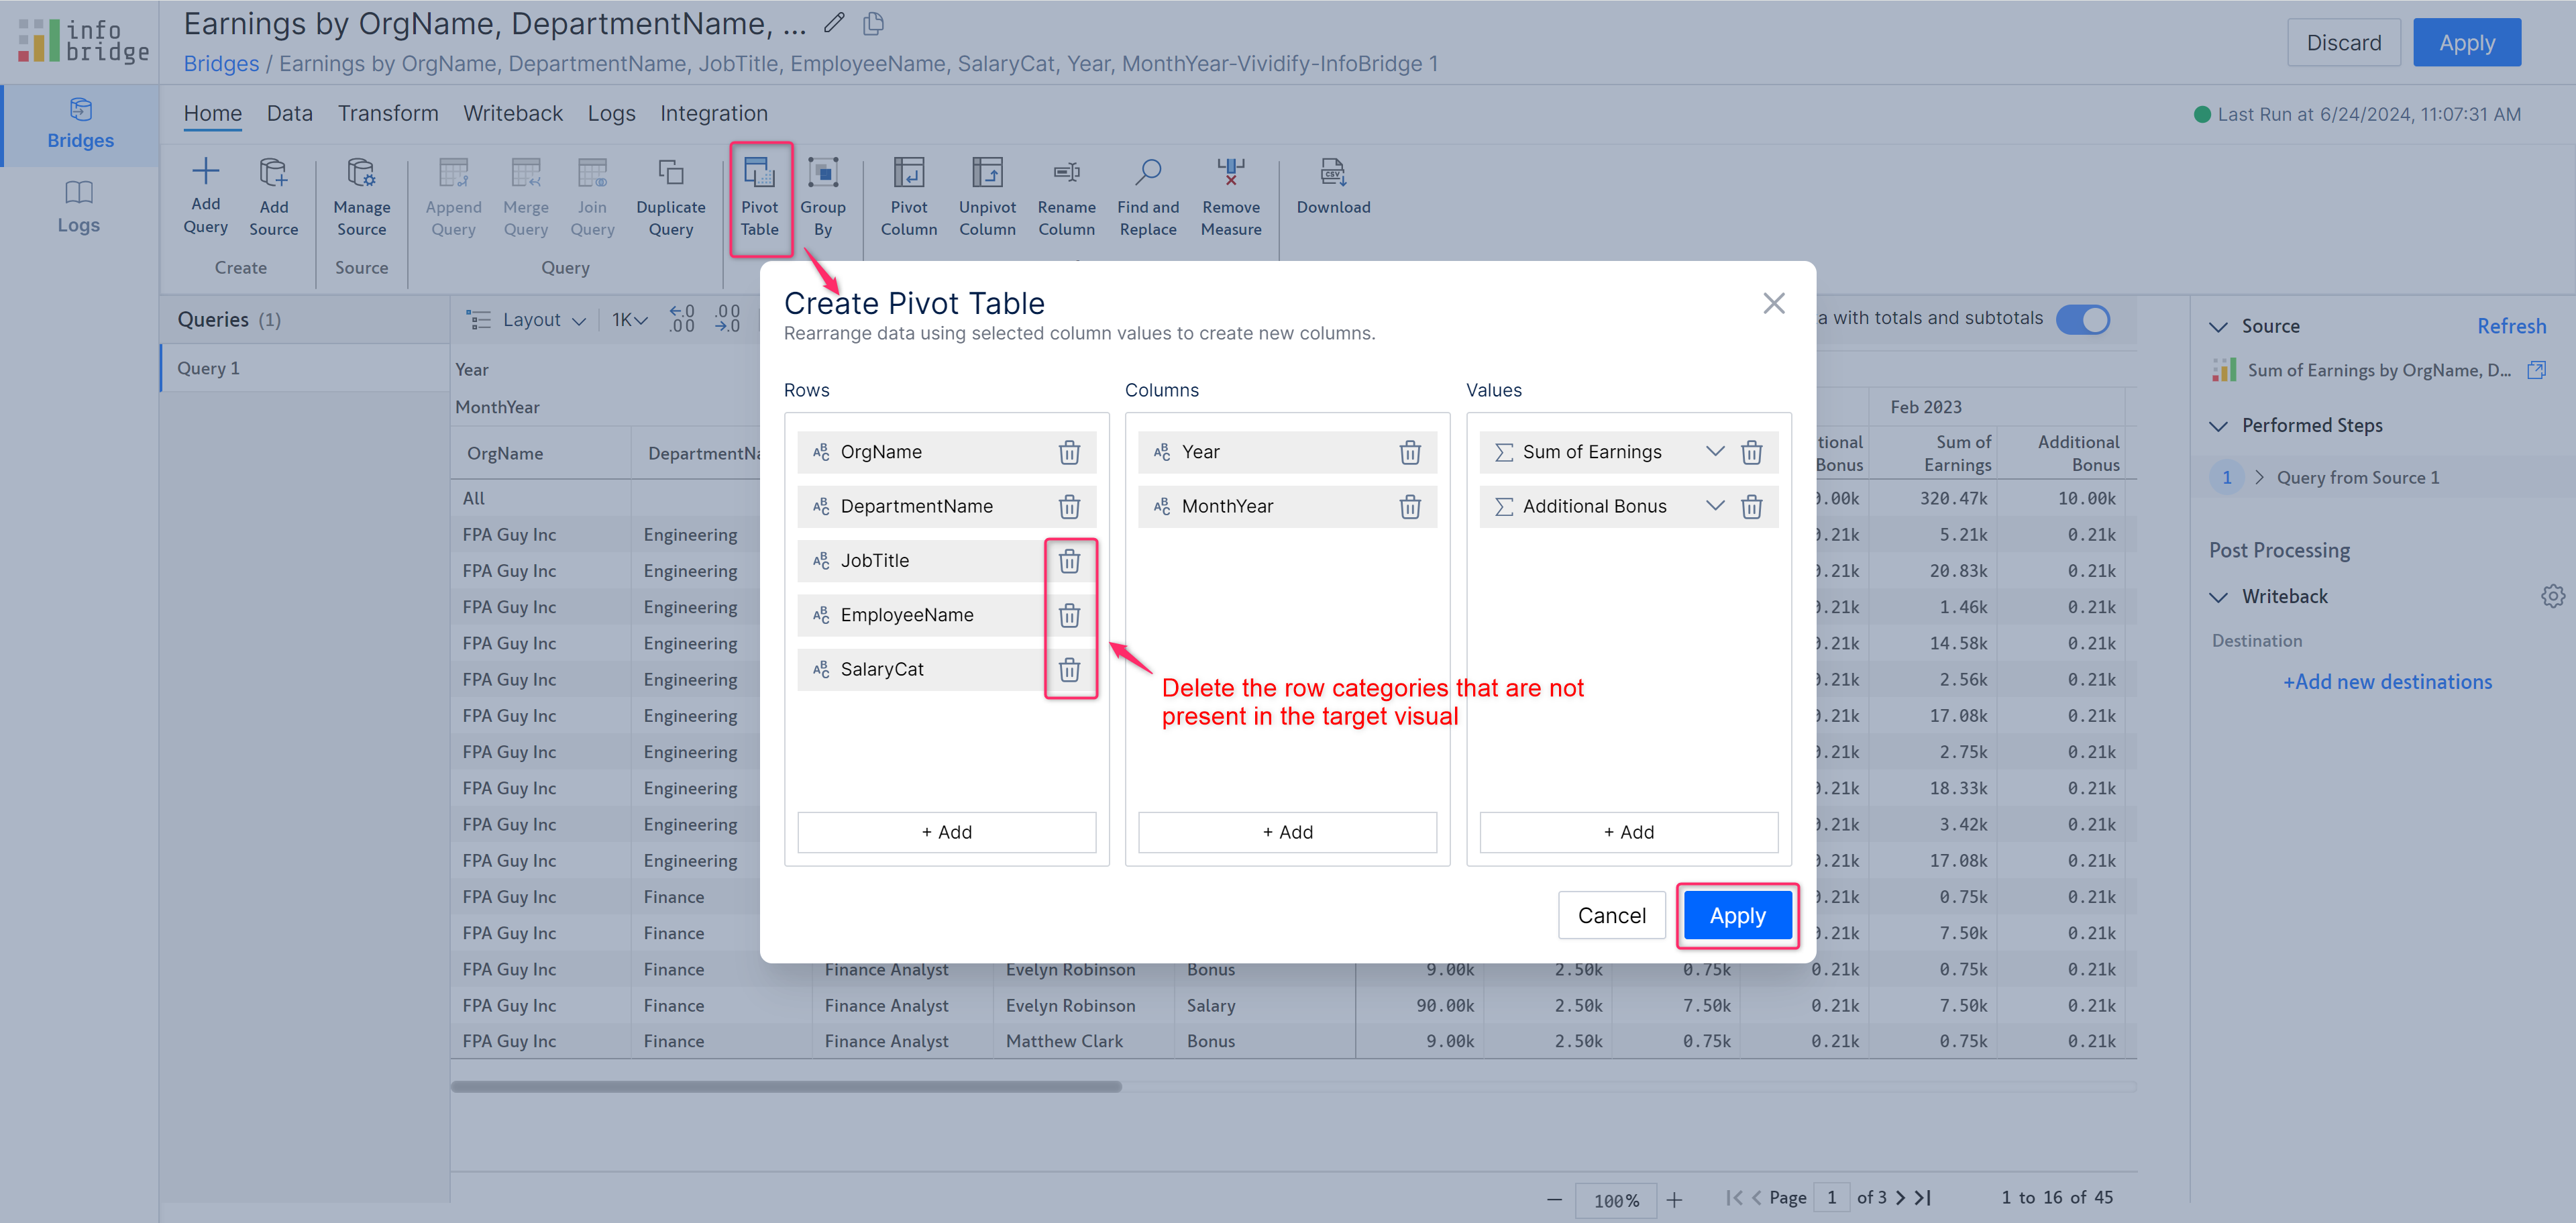 info
bridge
Earnings by OrgName, DepartmentName, ...
Bridges / Earnings by OrgName, DepartmentName, JobTitle, EmployeeName, SalaryCat, Year, MonthYear-Vividify-InfoBridge 1
Discard
Apply
Bridges
Logs
Home Data Transform Writeback Logs Integration
Last Run at 6/24/2024, 11:07:31 AM
Add Query
Add Source
Manage Source
Append Query
Merge Query
Join Query
Duplicate Query
Pivot Table
Group By
Pivot Column
Unpivot Column
Rename Column
Find and Replace
Remove Measure
CSV
Download
Create
Source
Query
Queries (1)
Query 1
Layout
1K
.0
.00
.00
.0
a with totals and subtotals
Create Pivot Table
Rearrange data using selected column values to create new columns.
Rows
OrgName
DepartmentName
JobTitle
EmployeeName
SalaryCat
+ Add
Columns
Year
MonthYear
+ Add
Values
Sum of Earnings
Additional Bonus
+ Add
Delete the row categories that are not
present in the target visual
Cancel
Apply
Year
MonthYear
Feb 2023
OrgName DepartmentNa tional Bonus Sum of Earnings Additional Bonus
All .00k 320.47k 10.00k
FPA Guy Inc Engineering .21k 5.21k 0.21k
FPA Guy Inc Engineering .21k 20.83k 0.21k
FPA Guy Inc Engineering .21k 1.46k 0.21k
FPA Guy Inc Engineering .21k 14.58k 0.21k
FPA Guy Inc Engineering .21k 2.56k 0.21k
FPA Guy Inc Engineering .21k 17.08k 0.21k
FPA Guy Inc Engineering .21k 2.75k 0.21k
FPA Guy Inc Engineering .21k 18.33k 0.21k
FPA Guy Inc Engineering .21k 3.42k 0.21k
FPA Guy Inc Engineering .21k 17.08k 0.21k
FPA Guy Inc Finance .21k 0.75k 0.21k
FPA Guy Inc Finance .21k 7.50k 0.21k
FPA Guy Inc Finance Finance Analyst Evelyn Robinson Bonus 9.00k 2.50k 0.75k 0.21k 0.75k 0.21k
FPA Guy Inc Finance Finance Analyst Evelyn Robinson Salary 90.00k 2.50k 7.50k 0.21k 7.50k 0.21k
FPA Guy Inc Finance Finance Analyst Matthew Clark Bonus 9.00k 2.50k 0.75k 0.21k 0.75k 0.21k
100%
Page 1 of 3
1 to 16 of 45
Source
Refresh
Sum of Earnings by OrgName, D...
Performed Steps
1 Query from Source 1
Post Processing
Writeback
Destination
+Add new destinations